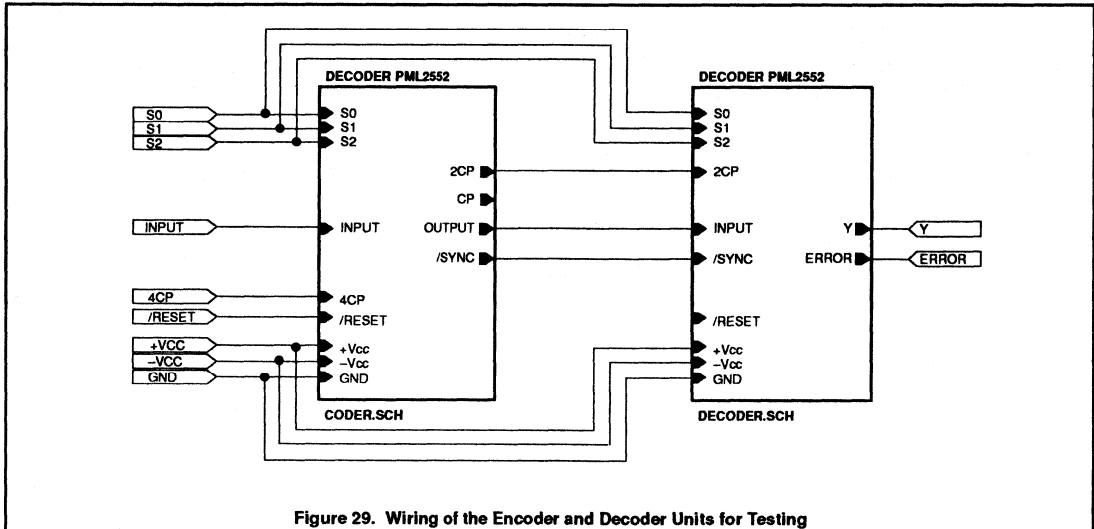 DECODER PML2552
DECODER PML2552
S0
S1
S2
INPUT
4CP
/RESET
+VCC
–VCC
GND
S0
S1
S2
2CP
CP
INPUT
OUTPUT
/SYNC
4CP
/RESET
+Vcc
–Vcc
GND
CODER.SCH
S0
S1
S2
2CP
INPUT
Y
/SYNC
ERROR
/RESET
+Vcc
–Vcc
GND
DECODER.SCH
Y
ERROR
Figure 29. Wiring of the Encoder and Decoder Units for Testing